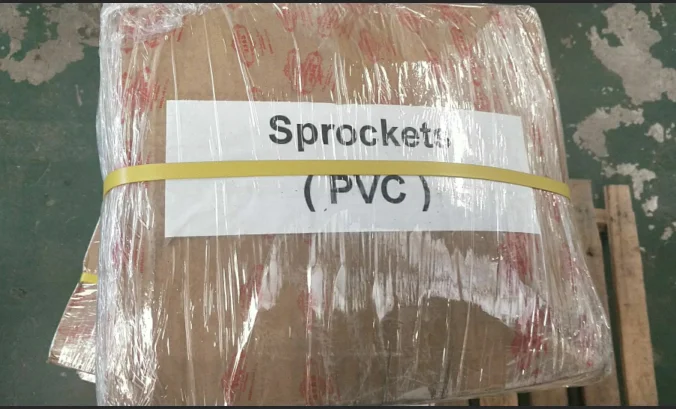 Sprockets
( PVC )